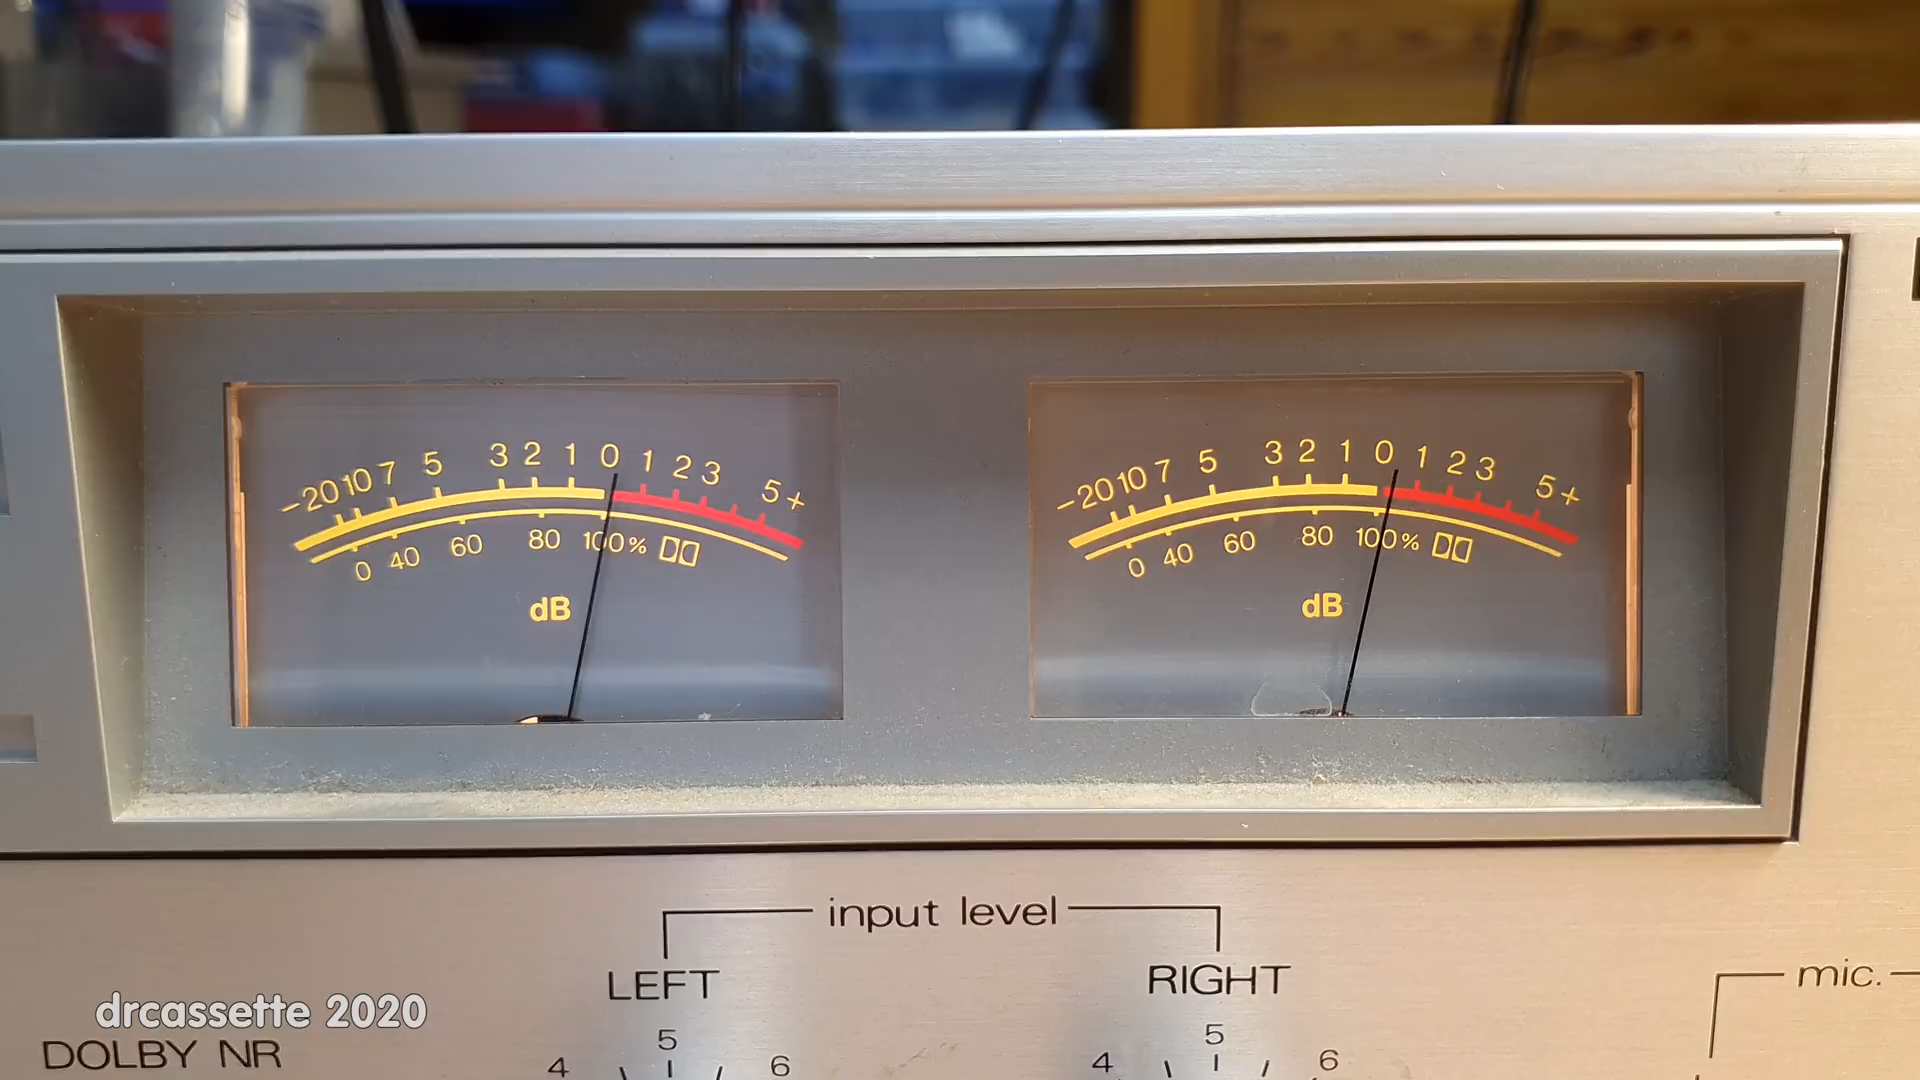 -20 10 7 5 3 2 1 0 1 2 3 5+
0 40 60 80 100%
dB
-20 10 7 5 3 2 1 0 1 2 3 5+
0 40 60 80 100%
dB
input level
LEFT
RIGHT
mic.
drcassette 2020
DOLBY NR
4 5 6
4 5 6